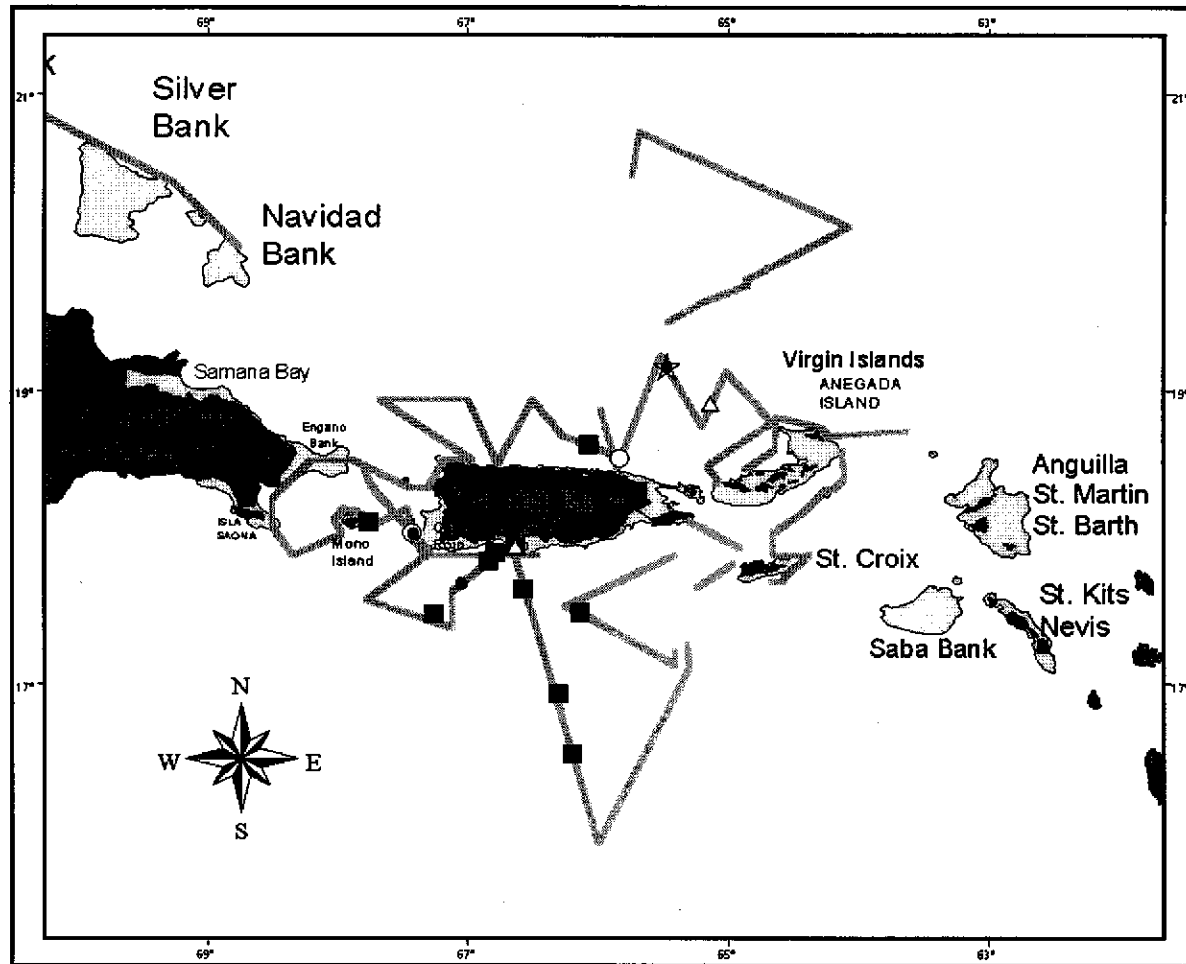 69°
67°
65°
63°
21°
21°
Silver
Bank
Navidad
Bank
19°
19°
Samana Bay
Virgin Islands
ANEGADA
ISLAND
Engano
Bank
Anguilla
St. Martin
St. Barth
ISLA
SAONA
Mono
Island
St. Croix
St. Kits
Nevis
Saba Bank
17°
17°
N
W
E
S
69°
67°
65°
63°